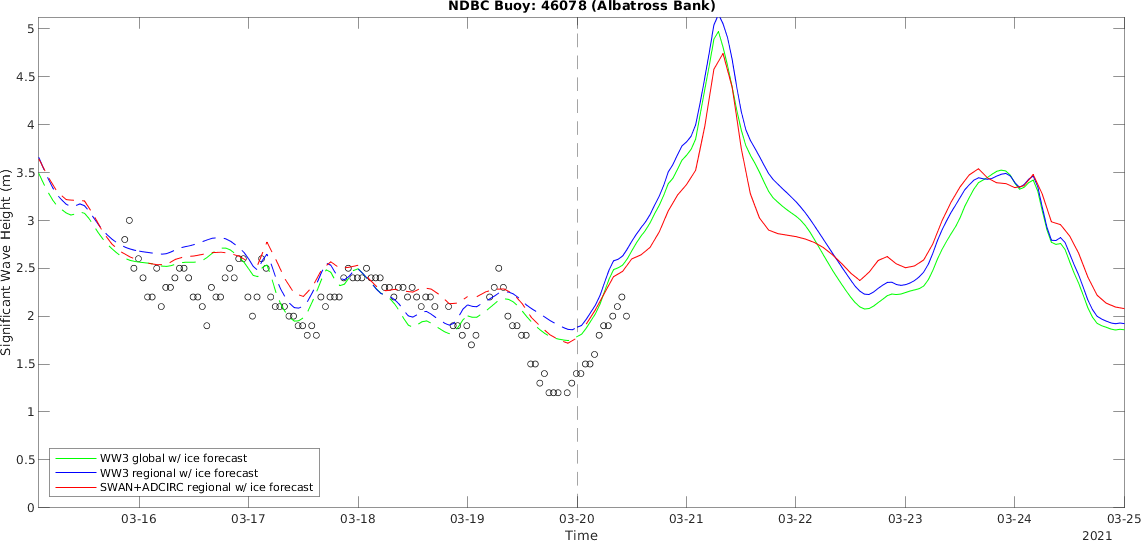 NDBC Buoy: 46078 (Albatross Bank)
5
4.5
4
3.5
3
2.5
2
1.5
1
0.5
0
Significant Wave Height (m)
WW3 global w/ ice forecast
WW3 regional w/ ice forecast
SWAN+ADCIRC regional w/ ice forecast
03-16 03-17 03-18 03-19 03-20 03-21 03-22 03-23 03-24 03-25
Time
2021